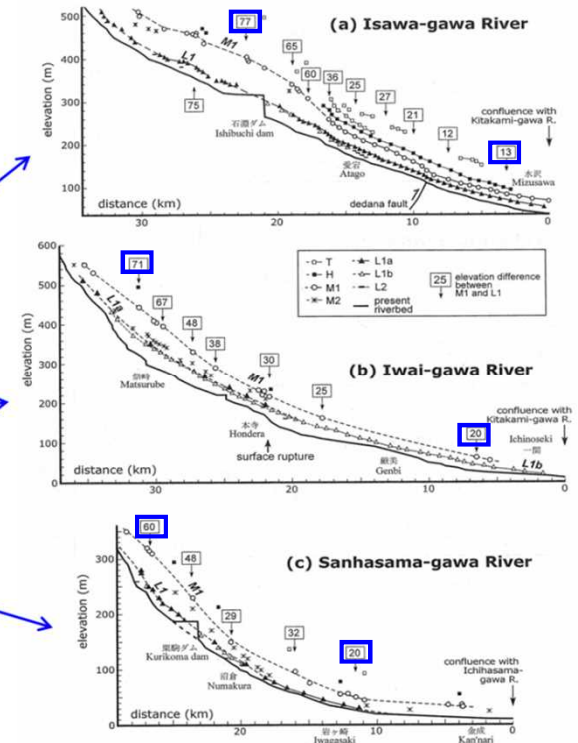 (a) Isawa-gawa River
500
400
300
200
100
elevation (m)
distance (km)
30
20
10
0
77
65
60
36
25
27
21
12
13
75
L1
M1
石淵ダム
Ishibuchi dam
愛宕
Atago
dedana fault
水沢
Mizusawa
confluence with
Kitakami-gawa R.
600
500
400
300
200
100
0
elevation (m)
distance (km)
30
20
10
0
71
67
48
38
30
25
20
L1a
M1
L1b
T
H
M1
M2
L1a
L1b
L2
present
riverbed
25
elevation difference
between
M1 and L1
(b) Iwai-gawa River
Matsurube
本寺
Hondera
surface rupture
厳美
Genbi
Ichinoseki
一関
confluence with
Kitakami-gawa R.
(c) Sanhasama-gawa River
300
200
100
0
elevation (m)
distance (km)
20
10
0
60
48
29
32
20
L1
M1
栗駒ダム
Kurikoma dam
沼倉
Numakura
岩ヶ崎
Iwagasaki
金成
Kan'nari
confluence with
Ichihasama-
gawa R.